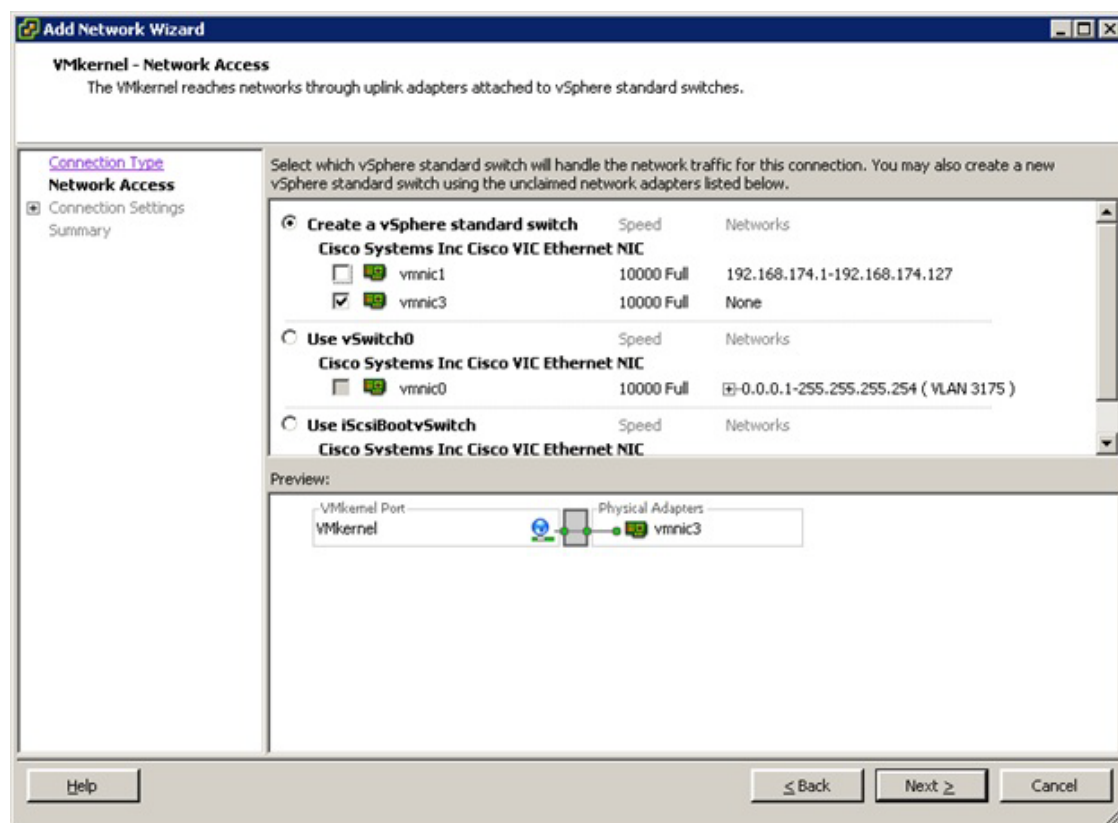 Add Network Wizard
VMkernel - Network Access
The VMkernel reaches networks through uplink adapters attached to vSphere standard switches.
Connection Type
Network Access
Connection Settings
Summary
Select which vSphere standard switch will handle the network traffic for this connection. You may also create a new
vSphere standard switch using the unclaimed network adapters listed below.
Create a vSphere standard switch Speed Networks
Cisco Systems Inc Cisco VIC Ethernet NIC
vmnic1 10000 Full 192.168.174.1-192.168.174.127
vmnic3 10000 Full None
Use vSwitch0 Speed Networks
Cisco Systems Inc Cisco VIC Ethernet NIC
vmnic0 10000 Full 0.0.0.1-255.255.255.254 ( VLAN 3175 )
Use iScsiBootvSwitch Speed Networks
Cisco Systems Inc Cisco VIC Ethernet NIC
Preview:
VMkernel Port Physical Adapters
VMkernel vmnic3
Help ≤ Back Next ≥ Cancel